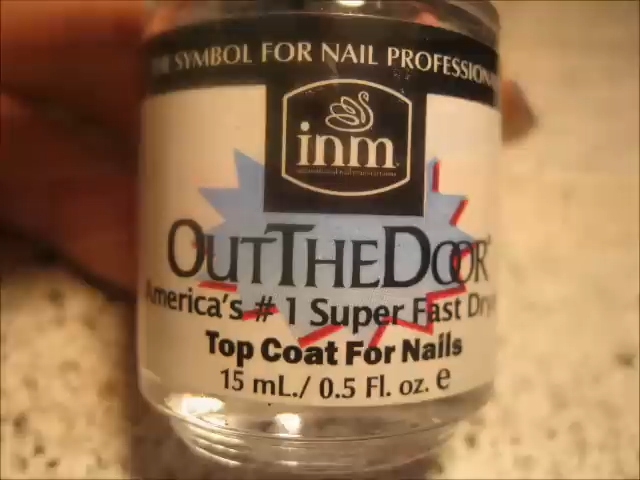 SYMBOL FOR NAIL PROFESSION
inm
OUTTHEDOOR
America's #1 Super Fast Dry
Top Coat For Nails
15 mL./ 0.5 Fl. oz. e